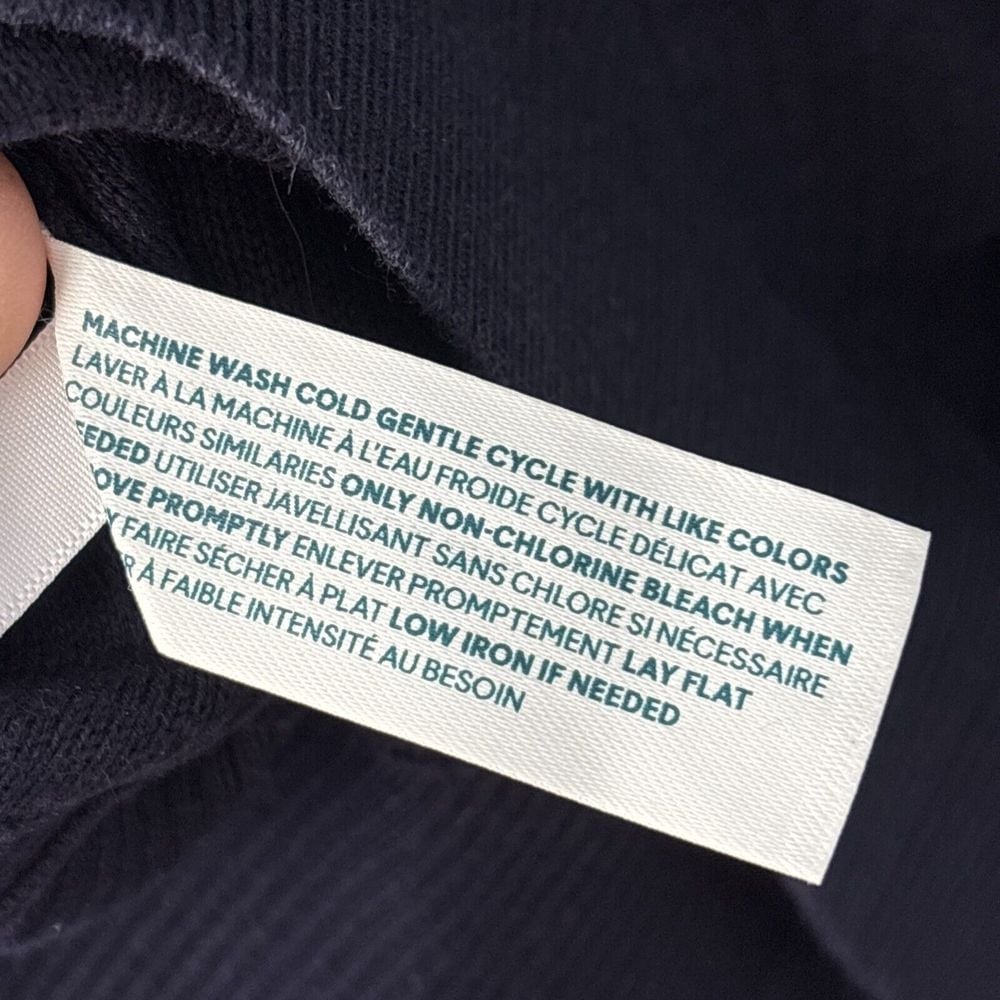 MACHINE WASH COLD GENTLE CYCLE WITH LIKE COLORS
LAVER À LA MACHINE À L'EAU FROIDE CYCLE DÉLICAT AVEC
COULEURS SIMILARIES ONLY NON-CHLORINE BLEACH WHEN
EDED UTILISER JAVELLISANT SANS CHLORE SI NÉCESSAIRE
OVE PROMPTLY ENLEVER PROMPTEMENT LAY FLAT
Y FAIRE SÉCHER À PLAT LOW IRON IF NEEDED
R À FAIBLE INTENSITÉ AU BESOIN